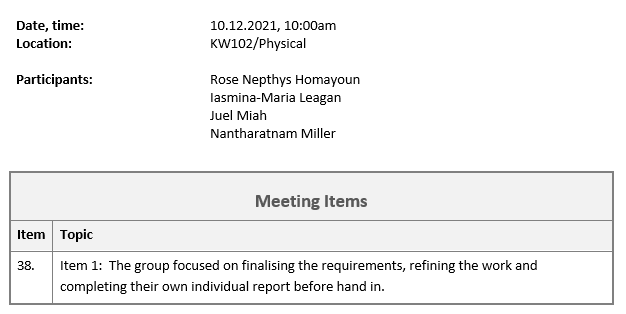 Date, time: 10.12.2021, 10:00am
Location: KW102/Physical
Participants: Rose Nepthys Homayoun
Iasmina-Maria Leagan
Juel Miah
Nantharatnam Miller
Meeting Items
Item Topic
38. Item 1: The group focused on finalising the requirements, refining the work and
completing their own individual report before hand in.